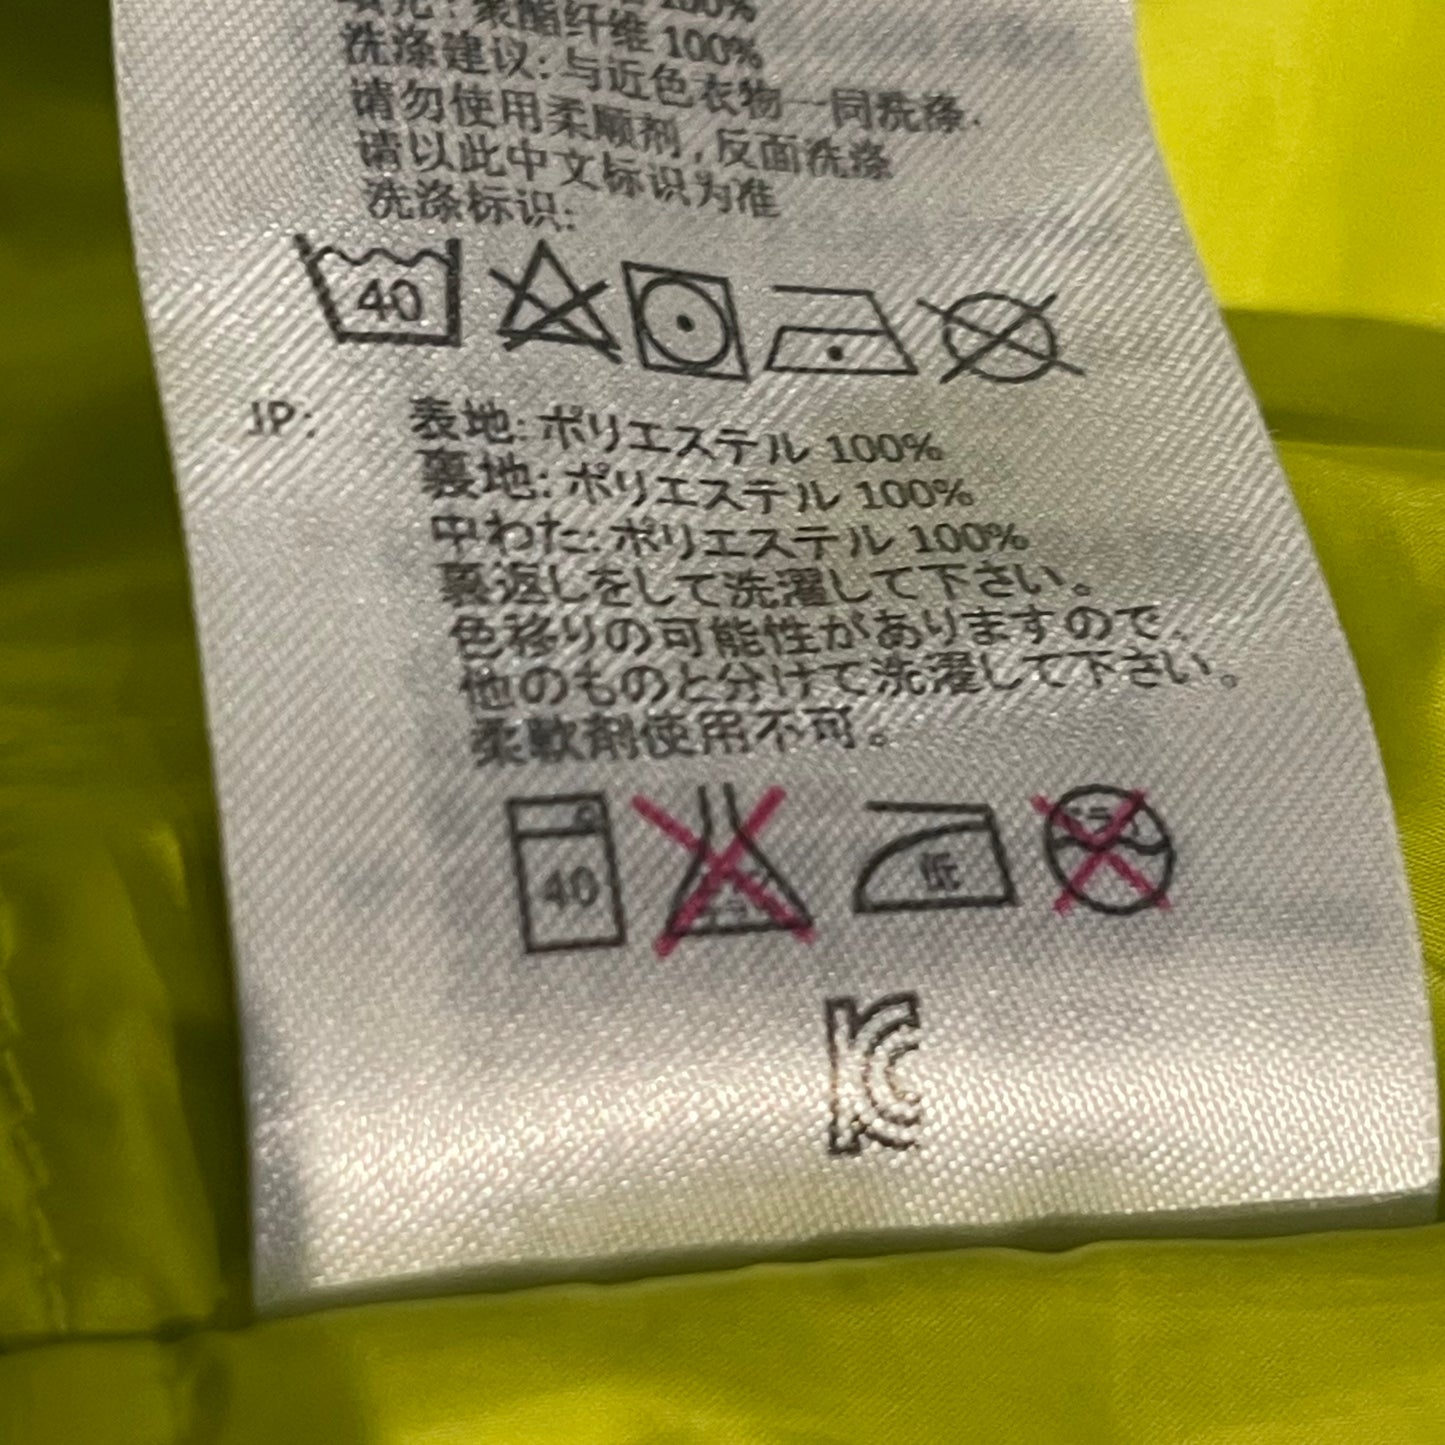 聚酯纤维 100%
洗涤建议: 与近色衣物一同洗涤.
请勿使用柔顺剂, 反面洗涤
请以此中文标识为准
洗涤标识:
40
JP: 表地: ポリエステル 100%
裏地: ポリエステル 100%
中わた: ポリエステル 100%
裏返しをして洗濯して下さい。
色移りの可能性がありますので、
他のものと分けて洗濯して下さい。
柔軟剤使用不可。
40 低